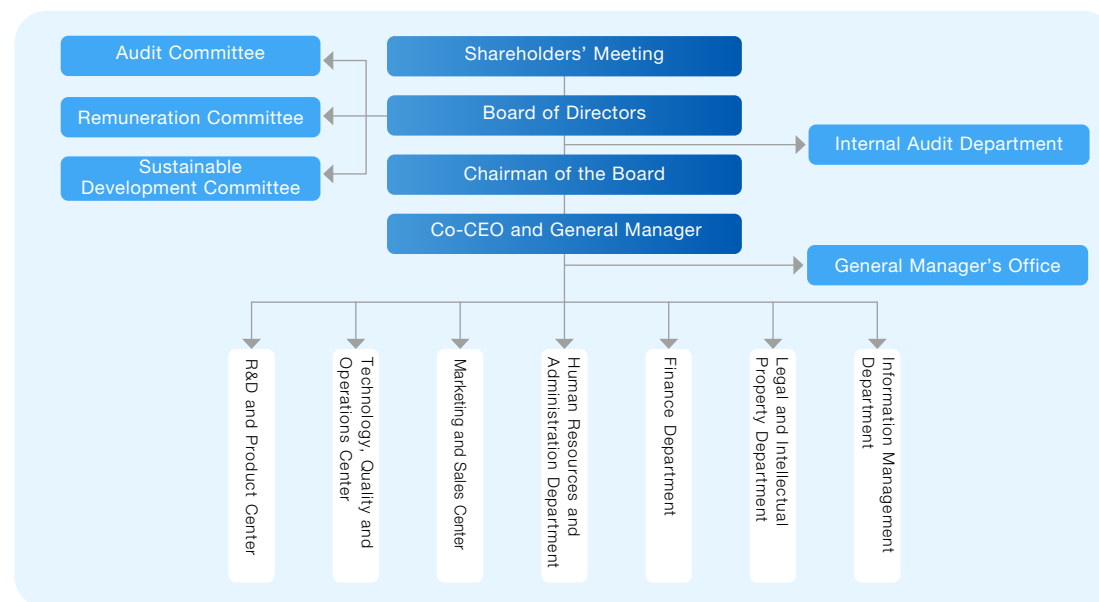 Audit Committee
Shareholders’ Meeting
Remuneration Committee
Board of Directors
Internal Audit Department
Sustainable
Development Committee
Chairman of the Board
Co-CEO and General Manager
General Manager’s Office
R&D and Product Center
Technology, Quality and
Operations Center
Marketing and Sales Center
Human Resources and
Administration Department
Finance Department
Legal and Intellectual
Property Department
Information Management
Department